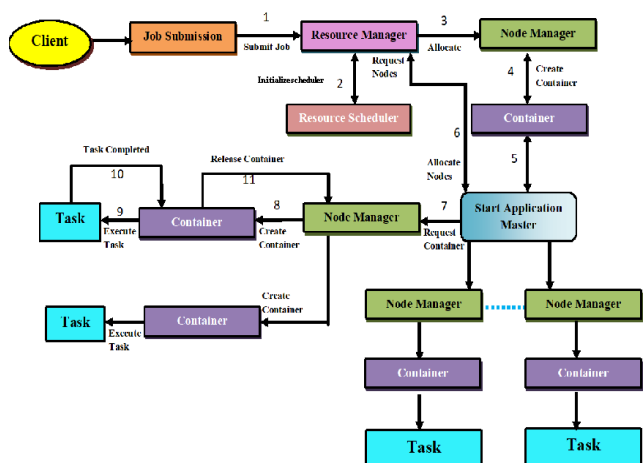 Client
Job Submission
1
Submit Job
Resource Manager
3
Allocate
Node Manager
Request
Nodes
Initializescheduler
2
4
Create
Container
Resource Scheduler
Container
6
5
Task Completed
10
Release Container
11
Allocate
Nodes
Task
9
Execute
Task
Container
8
Create
Container
Node Manager
7
Request
Container
Start Application
Master
Create
Container
Task
Execute
Task
Container
Node Manager
Node Manager
Container
Container
Task
Task